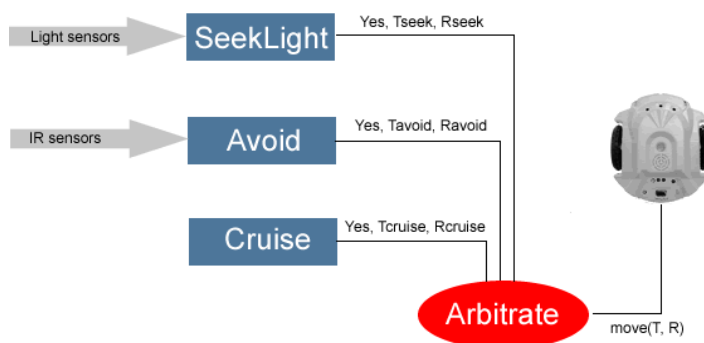 Light sensors
SeekLight
Yes, Tseek, Rseek
IR sensors
Avoid
Yes, Tavoid, Ravoid
Cruise
Yes, Tcruise, Rcruise
Arbitrate
move(T, R)